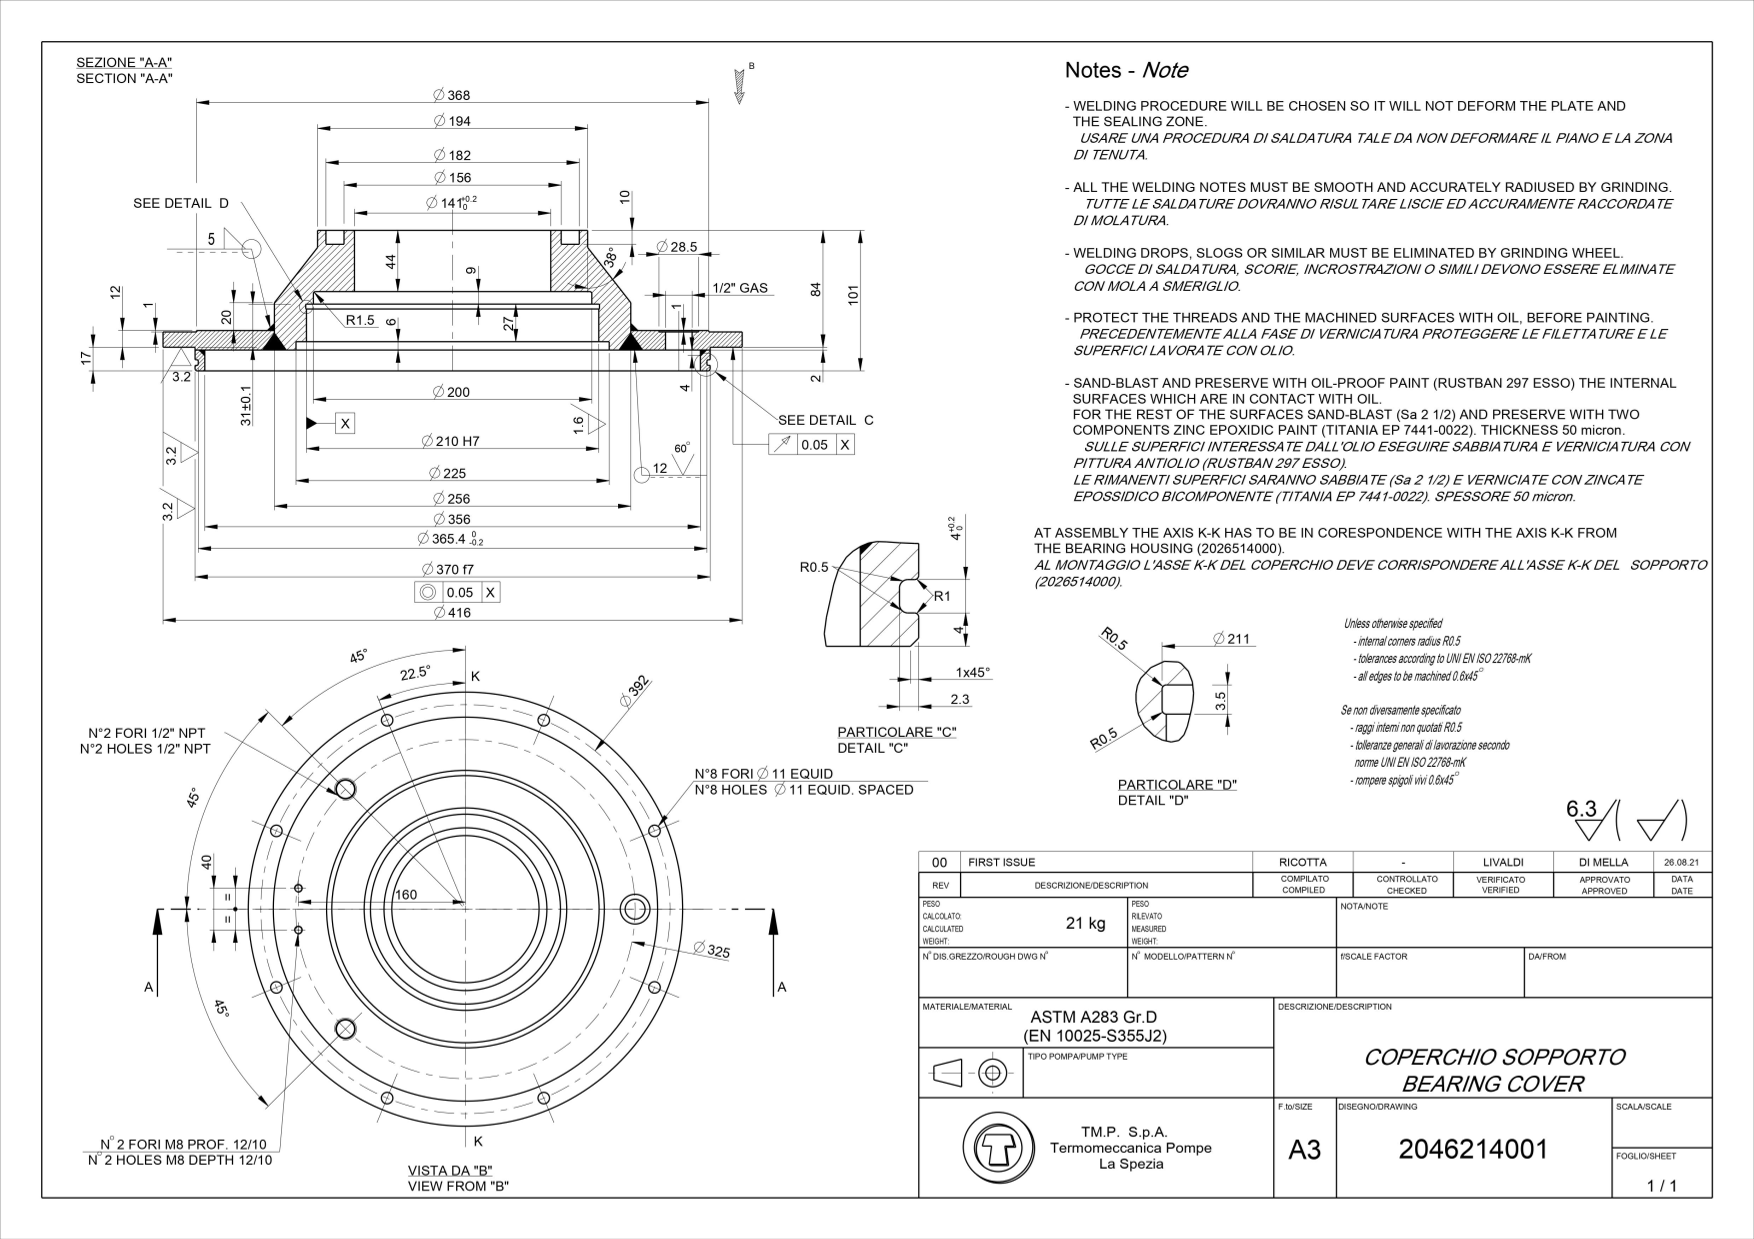 SEZIONE "A-A"
SECTION "A-A"
B
⌀ 368
⌀ 194
⌀ 182
⌀ 156
⌀ 141 +0.2 0
10
SEE DETAIL D
5
44
9
38°
⌀ 28.5
1/2" GAS
84
101
12
1
20
R1.5
6
27
1
17
3.2
31±0.1
4
2
⌀ 200
SEE DETAIL C
X
1.6
0.05 X
⌀ 210 H7
60°
3.2
12
⌀ 225
⌀ 256
3.2
⌀ 356
⌀ 365.4 0 -0.2
⌀ 370 f7
◎ 0.05 X
⌀ 416
Notes - Note
- WELDING PROCEDURE WILL BE CHOSEN SO IT WILL NOT DEFORM THE PLATE AND
THE SEALING ZONE.
USARE UNA PROCEDURA DI SALDATURA TALE DA NON DEFORMARE IL PIANO E LA ZONA
DI TENUTA.
- ALL THE WELDING NOTES MUST BE SMOOTH AND ACCURATELY RADIUSED BY GRINDING.
TUTTE LE SALDATURE DOVRANNO RISULTARE LISCIE ED ACCURAMENTE RACCORDATE
DI MOLATURA.
- WELDING DROPS, SLOGS OR SIMILAR MUST BE ELIMINATED BY GRINDING WHEEL.
GOCCE DI SALDATURA, SCORIE, INCROSTRAZIONI O SIMILI DEVONO ESSERE ELIMINATE
CON MOLA A SMERIGLIO.
- PROTECT THE THREADS AND THE MACHINED SURFACES WITH OIL, BEFORE PAINTING.
PRECEDENTEMENTE ALLA FASE DI VERNICIATURA PROTEGGERE LE FILETTATURE E LE
SUPERFICI LAVORATE CON OLIO.
- SAND-BLAST AND PRESERVE WITH OIL-PROOF PAINT (RUSTBAN 297 ESSO) THE INTERNAL
SURFACES WHICH ARE IN CONTACT WITH OIL.
FOR THE REST OF THE SURFACES SAND-BLAST (Sa 2 1/2) AND PRESERVE WITH TWO
COMPONENTS ZINC EPOXIDIC PAINT (TITANIA EP 7441-0022). THICKNESS 50 micron.
SULLE SUPERFICI INTERESSATE DALL'OLIO ESEGUIRE SABBIATURA E VERNICIATURA CON
PITTURA ANTIOLIO (RUSTBAN 297 ESSO).
LE RIMANENTI SUPERFICI SARANNO SABBIATE (Sa 2 1/2) E VERNICIATE CON ZINCATE
EPOSSIDICO BICOMPONENTE (TITANIA EP 7441-0022). SPESSORE 50 micron.
AT ASSEMBLY THE AXIS K-K HAS TO BE IN CORESPONDENCE WITH THE AXIS K-K FROM
THE BEARING HOUSING (2026514000).
AL MONTAGGIO L'ASSE K-K DEL COPERCHIO DEVE CORRISPONDERE ALL'ASSE K-K DEL SOPPORTO
(2026514000).
R0.5
4 +0.2 0
R1
4
1x45°
2.3
PARTICOLARE "C"
DETAIL "C"
R0.5
⌀ 211
3.5
R0.5
PARTICOLARE "D"
DETAIL "D"
Unless otherwise specified
- internal corners radius R0.5
- tolerances according to UNI EN ISO 22768-mK
- all edges to be machined 0.6x45°
Se non diversamente specificato
- raggi interni non quotati R0.5
- tolleranze generali di lavorazione secondo
norme UNI EN ISO 22768-mK
- rompere spigoli vivi 0.6x45°
6.3 ( )
45°
22.5°
K
⌀ 392
N°2 FORI 1/2" NPT
N°2 HOLES 1/2" NPT
N°8 FORI ⌀ 11 EQUID
N°8 HOLES ⌀ 11 EQUID. SPACED
45°
40
=
=
160
⌀ 325
A
A
45°
K
N° 2 FORI M8 PROF. 12/10
N° 2 HOLES M8 DEPTH 12/10
VISTA DA "B"
VIEW FROM "B"
00 FIRST ISSUE RICOTTA - LIVALDI DI MELLA 26.08.21
REV DESCRIZIONE/DESCRIPTION COMPILATO COMPILED CONTROLLATO CHECKED VERIFICATO VERIFIED APPROVATO APPROVED DATA DATE
PESO
CALCOLATO:
CALCULATED
WEIGHT:
21 kg
PESO
RILEVATO
MEASURED
WEIGHT:
NOTA/NOTE
N° DIS.GREZZO/ROUGH DWG N°
N° MODELLO/PATTERN N°
f/SCALE FACTOR
DA/FROM
MATERIALE/MATERIAL
ASTM A283 Gr.D
(EN 10025-S355J2)
DESCRIZIONE/DESCRIPTION
COPERCHIO SOPPORTO
BEARING COVER
TIPO POMPA/PUMP TYPE
T
TM.P. S.p.A.
Termomeccanica Pompe
La Spezia
F.to/SIZE
A3
DISEGNO/DRAWING
2046214001
SCALA/SCALE
FOGLIO/SHEET
1 / 1